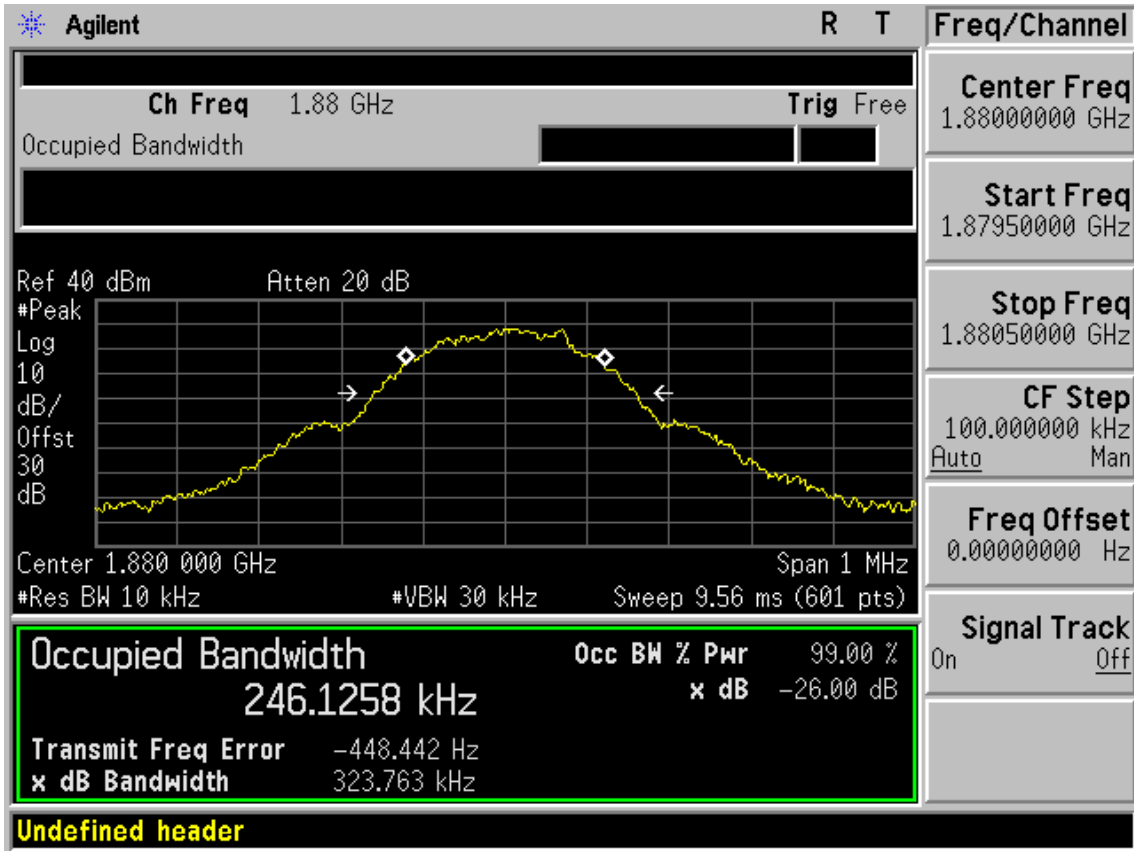 Agilent R T Freq/Channel
Ch Freq 1.88 GHz Trig Free
Occupied Bandwidth
Center Freq
1.88000000 GHz
Start Freq
1.87950000 GHz
Stop Freq
1.88050000 GHz
CF Step
100.000000 kHz
Auto Man
Freq Offset
0.00000000 Hz
Signal Track
On Off
Ref 40 dBm Atten 20 dB
#Peak
Log
10
dB/
Offst
30
dB
Center 1.880 000 GHz Span 1 MHz
#Res BW 10 kHz #VBW 30 kHz Sweep 9.56 ms (601 pts)
Occupied Bandwidth
246.1258 kHz
Occ BW % Pwr 99.00 %
x dB -26.00 dB
Transmit Freq Error -448.442 Hz
x dB Bandwidth 323.763 kHz
Undefined header